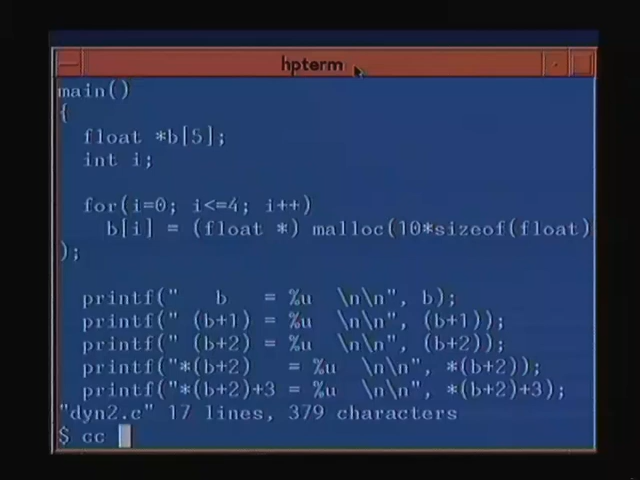 hpterm
main()
{
  float *b[5];
  int i;

  for(i=0; i<=4; i++)
    b[i] = (float *) malloc(10*sizeof(float)
);

  printf("   b   = %u  \n\n", b);
  printf(" (b+1) = %u  \n\n", (b+1));
  printf(" (b+2) = %u  \n\n", (b+2));
  printf("*(b+2)   = %u  \n\n", *(b+2));
  printf("*(b+2)+3 = %u  \n\n", *(b+2)+3);
"dyn2.c" 17 lines, 379 characters
$ cc